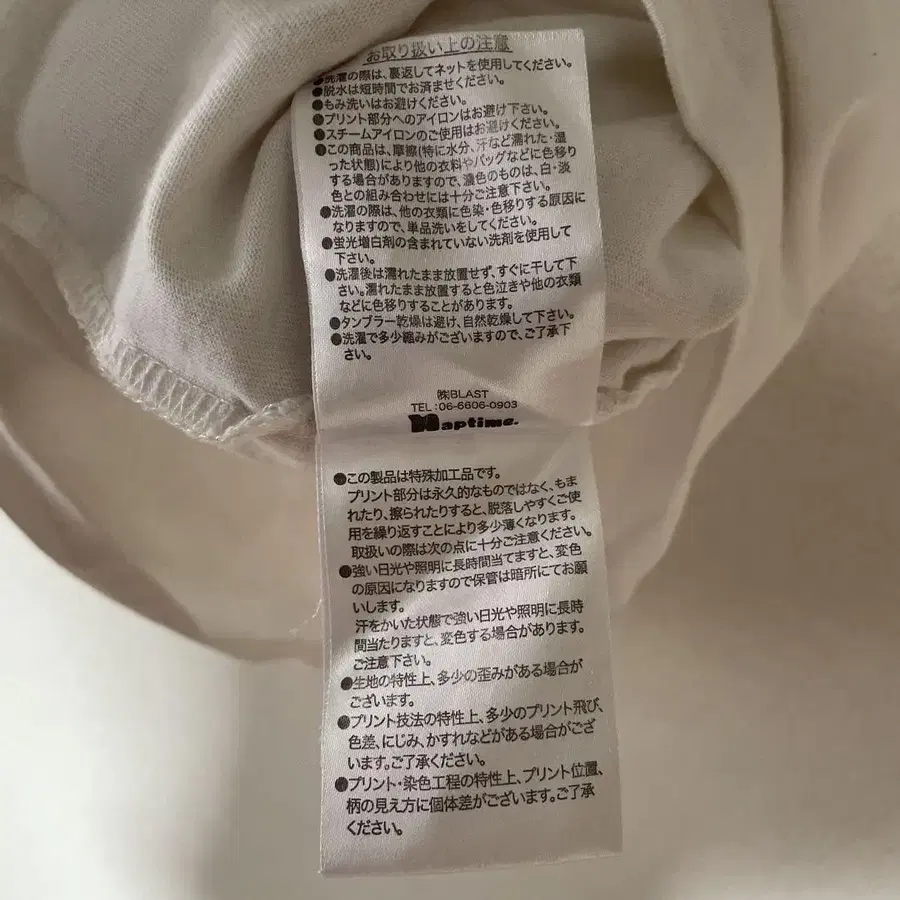 お取り扱い上の注意
●洗濯の際は、裏返してネットを使用してください。
●脱水は短時間でお済ませください。
●もみ洗いはお避けください。
●プリント部分へのアイロンはお避け下さい。
●スチームアイロンのご使用はお避けください。
●この商品は、摩擦(特に水分、汗など濡れた・湿
った状態)により他の衣料やバッグなどに色移り
する場合がありますので、濃色のものは、白・淡
色との組み合わせには十分ご注意下さい。
●洗濯の際は、他の衣類に色染・色移りする原因に
なりますので、単品洗いをしてください。
●蛍光増白剤の含まれていない洗剤を使用して
下さい。
●洗濯後は濡れたまま放置せず、すぐに干して下
さい。濡れたまま放置すると色泣きや他の衣類
などに色移りすることがあります。
●タンブラー乾燥は避け、自然乾燥して下さい。
●洗濯で多少縮みがございますので、ご了承下
さい。
㈱BLAST
TEL:06-6606-0903
Naptime.
●この製品は特殊加工品です。
プリント部分は永久的なものではなく、もま
れたり、擦られたりすると、脱落しやすくご使
用を繰り返すことにより多少薄くなります。
取扱いの際は次の点に十分ご注意ください。
●強い日光や照明に長時間当てますと、変色
の原因になりますので保管は暗所にてお願
いします。
汗をかいた状態で強い日光や照明に長時
間当たりますと、変色する場合があります。
ご注意下さい。
●生地の特性上、多少の歪みがある場合が
ございます。
●プリント技法の特性上、多少のプリント飛び、
色差、にじみ、かすれなどがある場合がござ
います。ご了承ください。
●プリント・染色工程の特性上、プリント位置、
柄の見え方に個体差がございます。ご了承
ください。